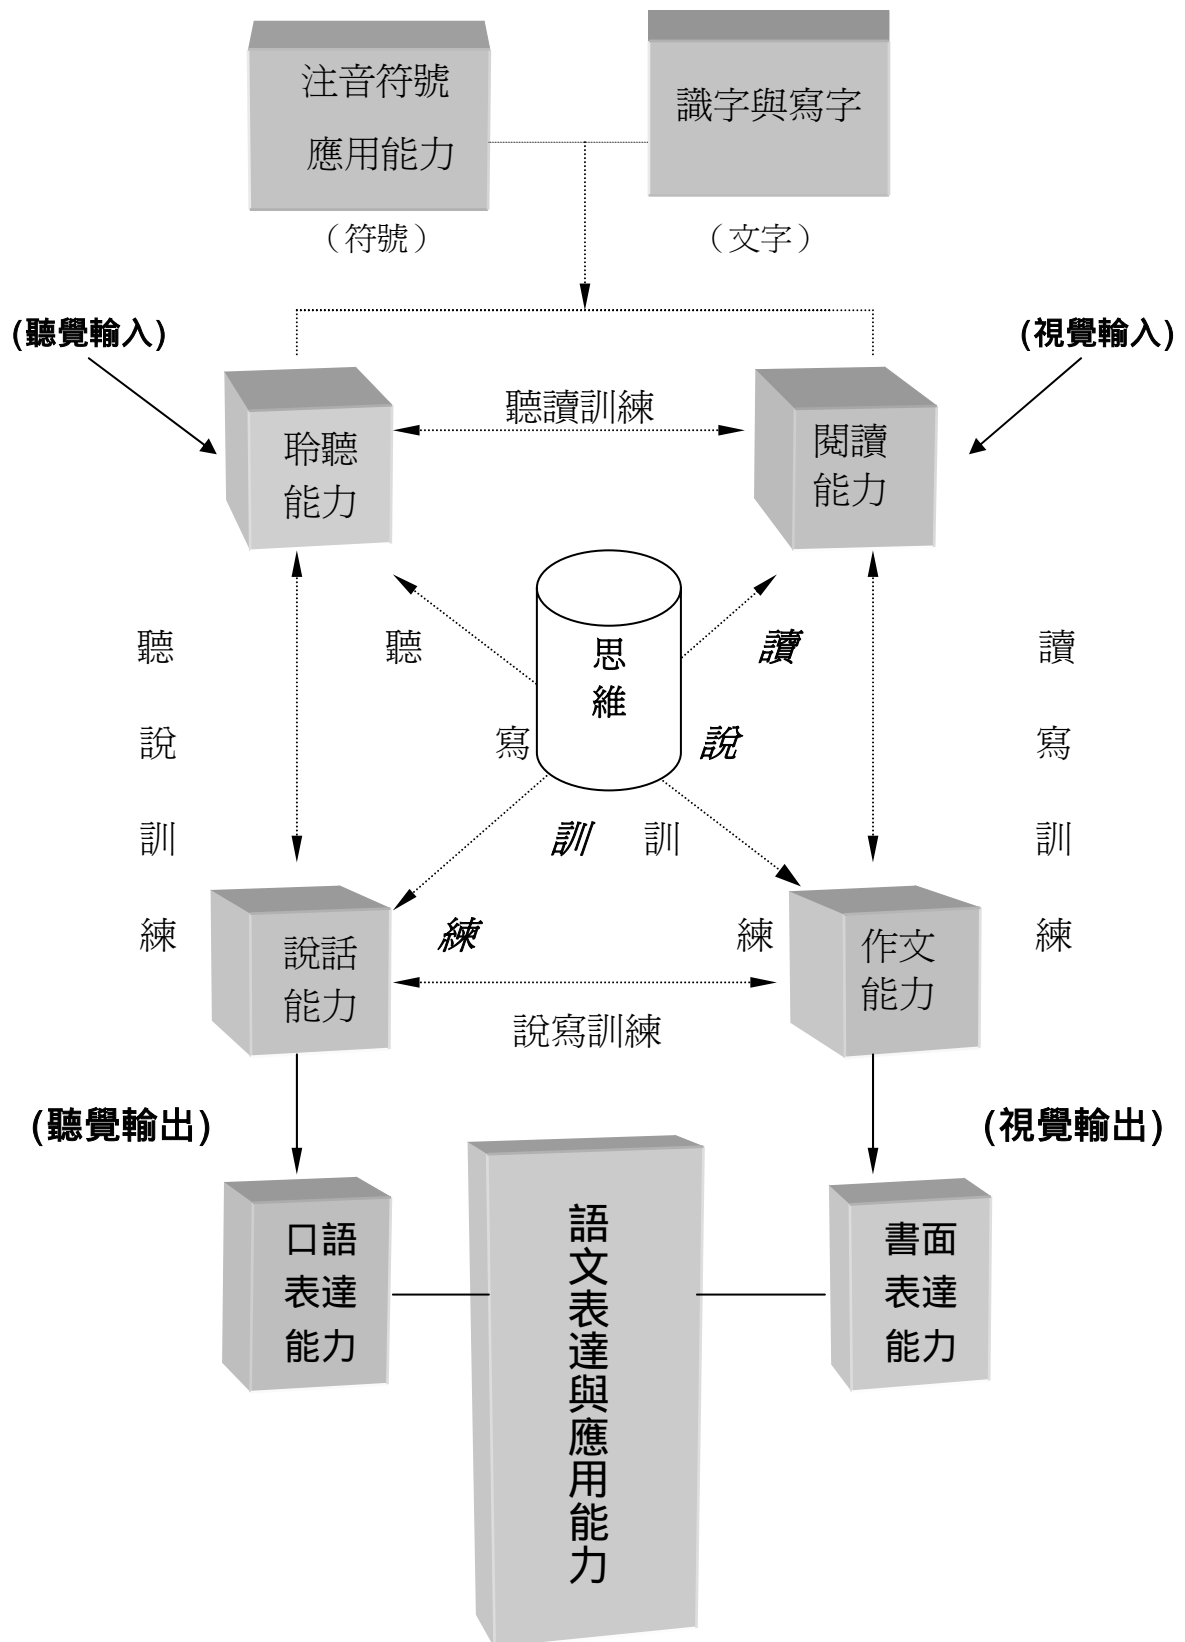 注音符號
應用能力
識字與寫字
（符號）
（文字）
(聽覺輸入)
(視覺輸入)
聽讀訓練
聆聽
能力
閱讀
能力
思
維
聽說訓練
聽寫訓練
讀說訓練
讀寫訓練
說話
能力
作文
能力
說寫訓練
(聽覺輸出)
(視覺輸出)
口語
表達
能力
語文表達與應用能力
書面
表達
能力